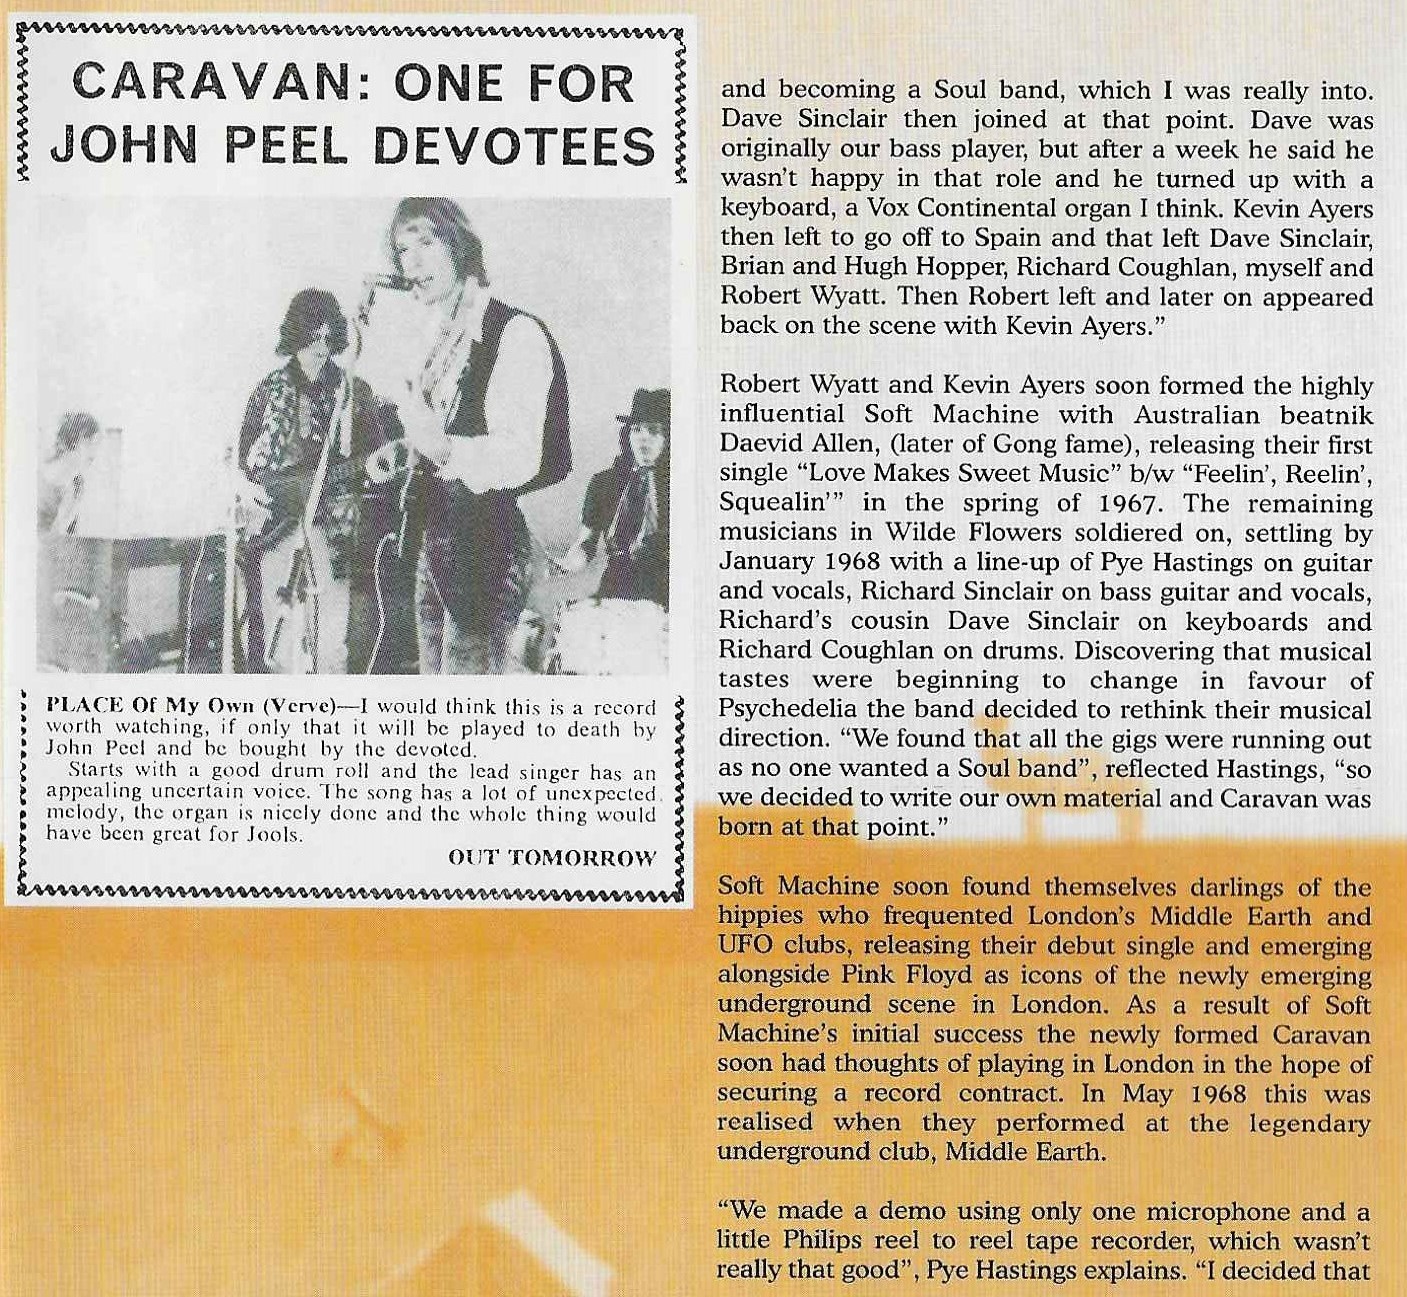 CARAVAN: ONE FOR
JOHN PEEL DEVOTEES
PLACE Of My Own (Verve)—I would think this is a record
worth watching, if only that it will be played to death by
John Peel and be bought by the devoted.
Starts with a good drum roll and the lead singer has an
appealing uncertain voice. The song has a lot of unexpected
melody, the organ is nicely done and the whole thing would
have been great for Jools.
OUT TOMORROW
and becoming a Soul band, which I was really into.
Dave Sinclair then joined at that point. Dave was
originally our bass player, but after a week he said he
wasn't happy in that role and he turned up with a
keyboard, a Vox Continental organ I think. Kevin Ayers
then left to go off to Spain and that left Dave Sinclair,
Brian and Hugh Hopper, Richard Coughlan, myself and
Robert Wyatt. Then Robert left and later on appeared
back on the scene with Kevin Ayers.”
Robert Wyatt and Kevin Ayers soon formed the highly
influential Soft Machine with Australian beatnik
Daevid Allen, (later of Gong fame), releasing their first
single “Love Makes Sweet Music” b/w “Feelin’, Reelin’,
Squealin’” in the spring of 1967. The remaining
musicians in Wilde Flowers soldiered on, settling by
January 1968 with a line-up of Pye Hastings on guitar
and vocals, Richard Sinclair on bass guitar and vocals,
Richard’s cousin Dave Sinclair on keyboards and
Richard Coughlan on drums. Discovering that musical
tastes were beginning to change in favour of
Psychedelia the band decided to rethink their musical
direction. “We found that all the gigs were running out
as no one wanted a Soul band”, reflected Hastings, “so
we decided to write our own material and Caravan was
born at that point.”
Soft Machine soon found themselves darlings of the
hippies who frequented London’s Middle Earth and
UFO clubs, releasing their debut single and emerging
alongside Pink Floyd as icons of the newly emerging
underground scene in London. As a result of Soft
Machine’s initial success the newly formed Caravan
soon had thoughts of playing in London in the hope of
securing a record contract. In May 1968 this was
realised when they performed at the legendary
underground club, Middle Earth.
“We made a demo using only one microphone and a
little Philips reel to reel tape recorder, which wasn’t
really that good”, Pye Hastings explains. “I decided that